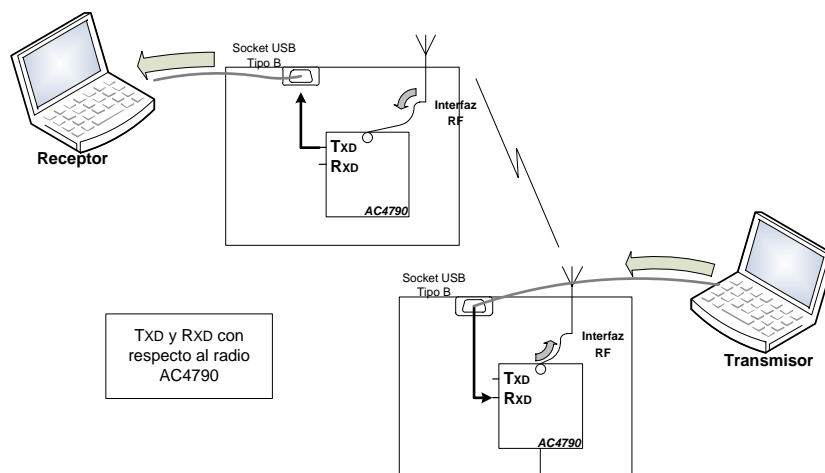 Socket USB
Tipo B
Interfaz
RF
TXD
RXD
AC4790
Receptor
Socket USB
Tipo B
Interfaz
RF
TXD
RXD
AC4790
Transmisor
TXD y RXD con
respecto al radio
AC4790